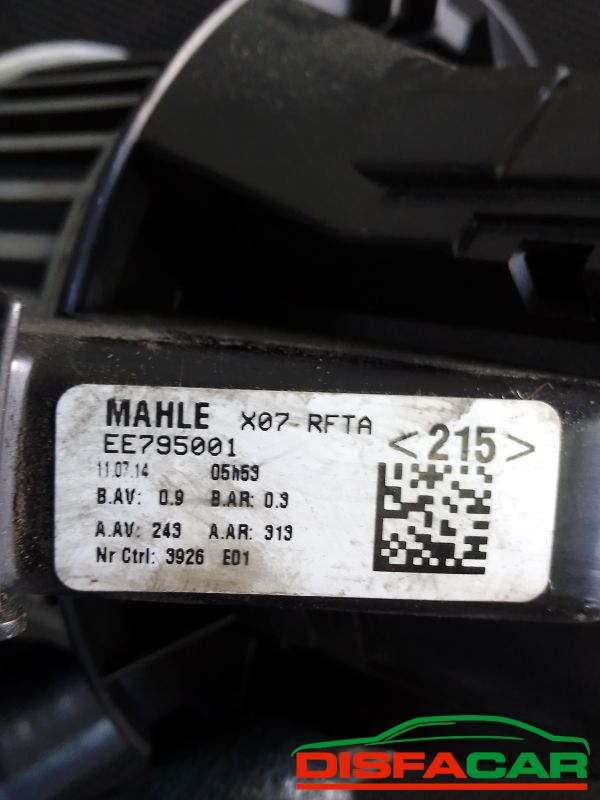 MAHLE X07-RFTA
EE795001 <215>
11.07.14 05h53
B.AV: 0.9 B.AR: 0.3
A.AV: 243 A.AR: 313
Nr Ctrl: 3926 E01
DISFACAR